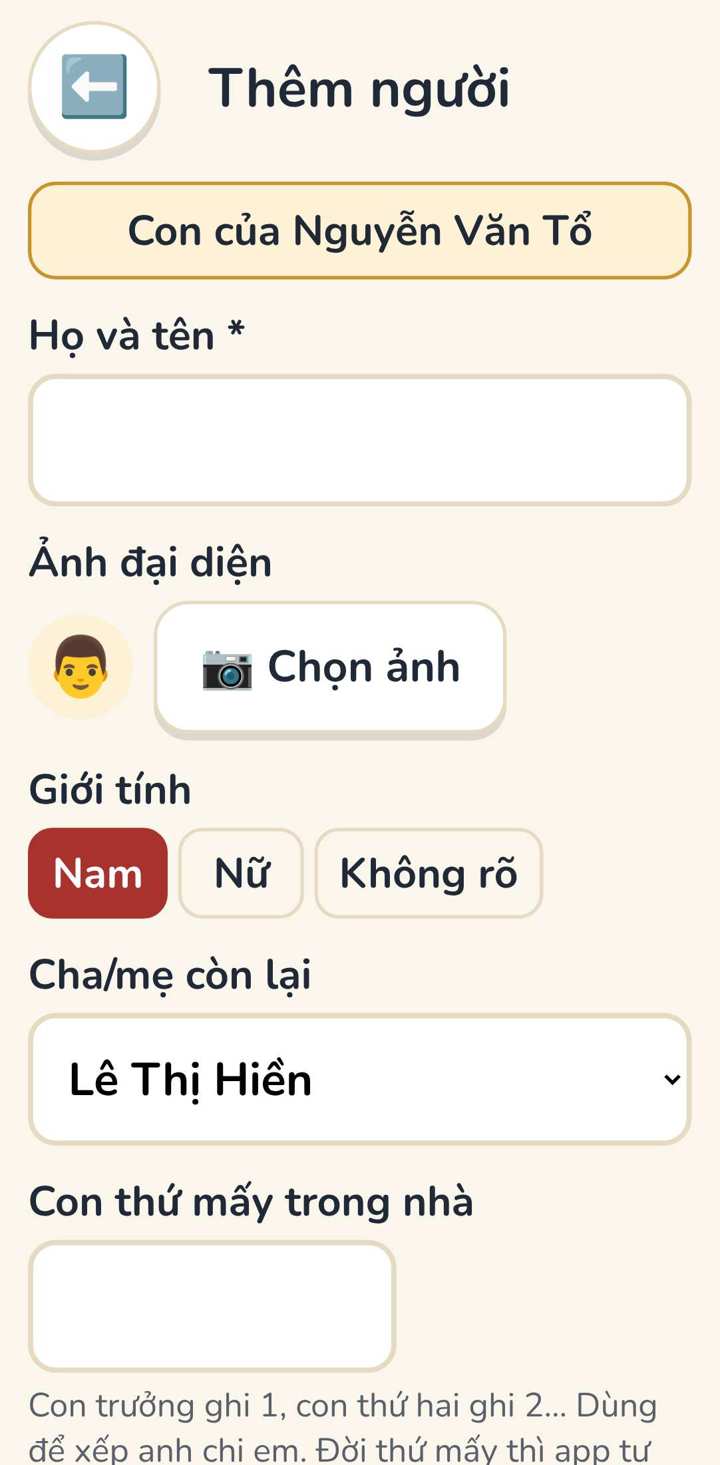 Thêm người
Con của Nguyễn Văn Tổ
Họ và tên *
Ảnh đại diện
Chọn ảnh
Giới tính
Nam
Nữ
Không rõ
Cha/mẹ còn lại
Lê Thị Hiền
Con thứ mấy trong nhà
Con trưởng ghi 1, con thứ hai ghi 2... Dùng
để xếp anh chị em. Đời thứ mấy thì app tự